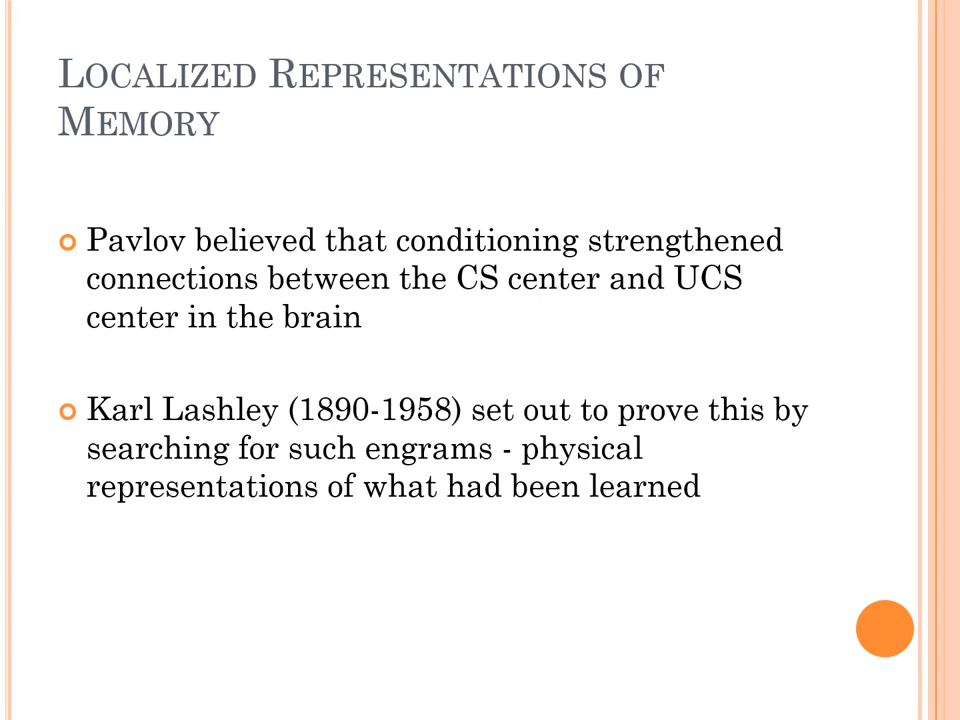 Localized Representations of
Memory
Pavlov believed that conditioning strengthened
connections between the CS center and UCS
center in the brain
Karl Lashley (1890-1958) set out to prove this by
searching for such engrams - physical
representations of what had been learned